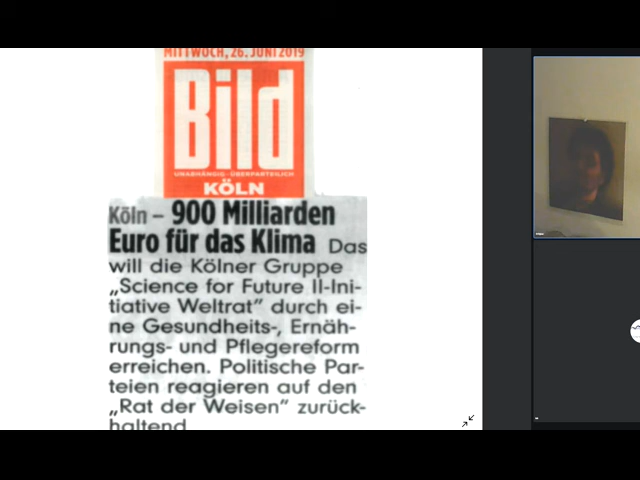 MITTWOCH, 26. JUNI 2019
Bild
UNABHÄNGIG · ÜBERPARTEILICH
KÖLN
Köln – 900 Milliarden
Euro für das Klima Das
will die Kölner Gruppe
„Science for Future II-Ini-
tiative Weltrat" durch ei-
ne Gesundheits-, Ernäh-
rungs- und Pflegereform
erreichen. Politische Par-
teien reagieren auf den
„Rat der Weisen" zurück-
haltend